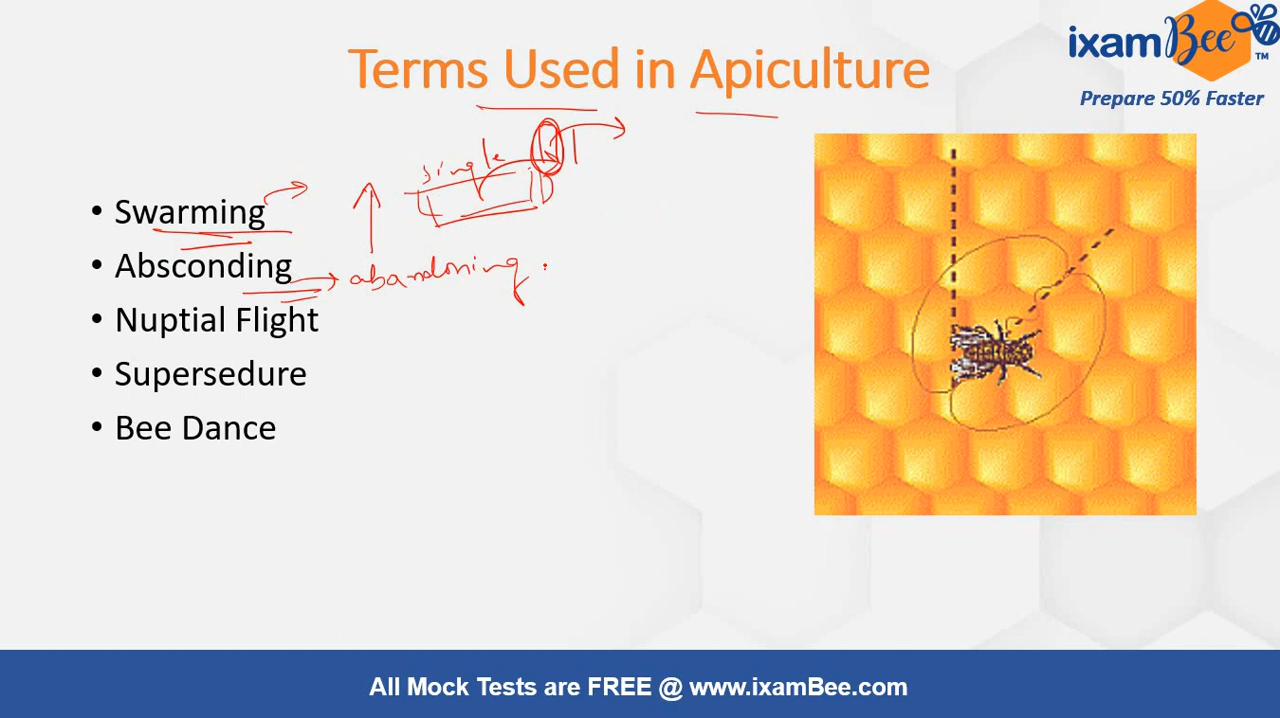 ixamBee™
Prepare 50% Faster
Terms Used in Apiculture
single
• Swarming
• Absconding
abandoning.
• Nuptial Flight
• Supersedure
• Bee Dance
All Mock Tests are FREE @ www.ixamBee.com